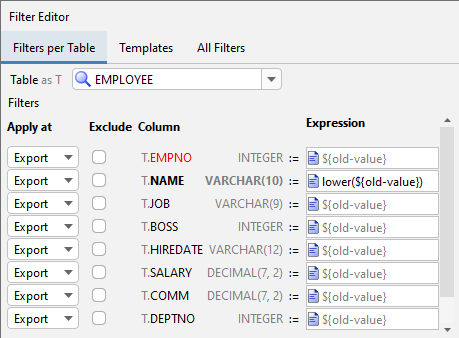 Filter Editor
Filters per Table Templates All Filters
Table as T EMPLOYEE
Filters
Apply at Exclude Column Expression
Export T.EMPNO INTEGER := ${old-value}
Export T.NAME VARCHAR(10) := lower(${old-value})
Export T.JOB VARCHAR(9) := ${old-value}
Export T.BOSS INTEGER := ${old-value}
Export T.HIREDATE VARCHAR(12) := ${old-value}
Export T.SALARY DECIMAL(7, 2) := ${old-value}
Export T.COMM DECIMAL(7, 2) := ${old-value}
Export T.DEPTNO INTEGER := ${old-value}